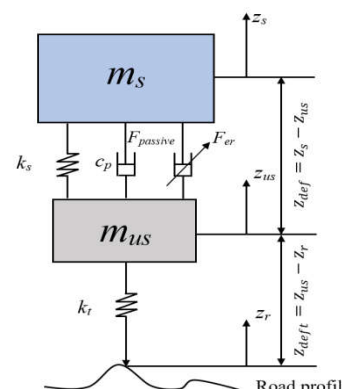 z_s
m_s
F_passive
F_er
k_s
c_p
z_us
z_def = z_s − z_us
m_us
k_t
z_r
z_deft = z_us − z_r
Road profil